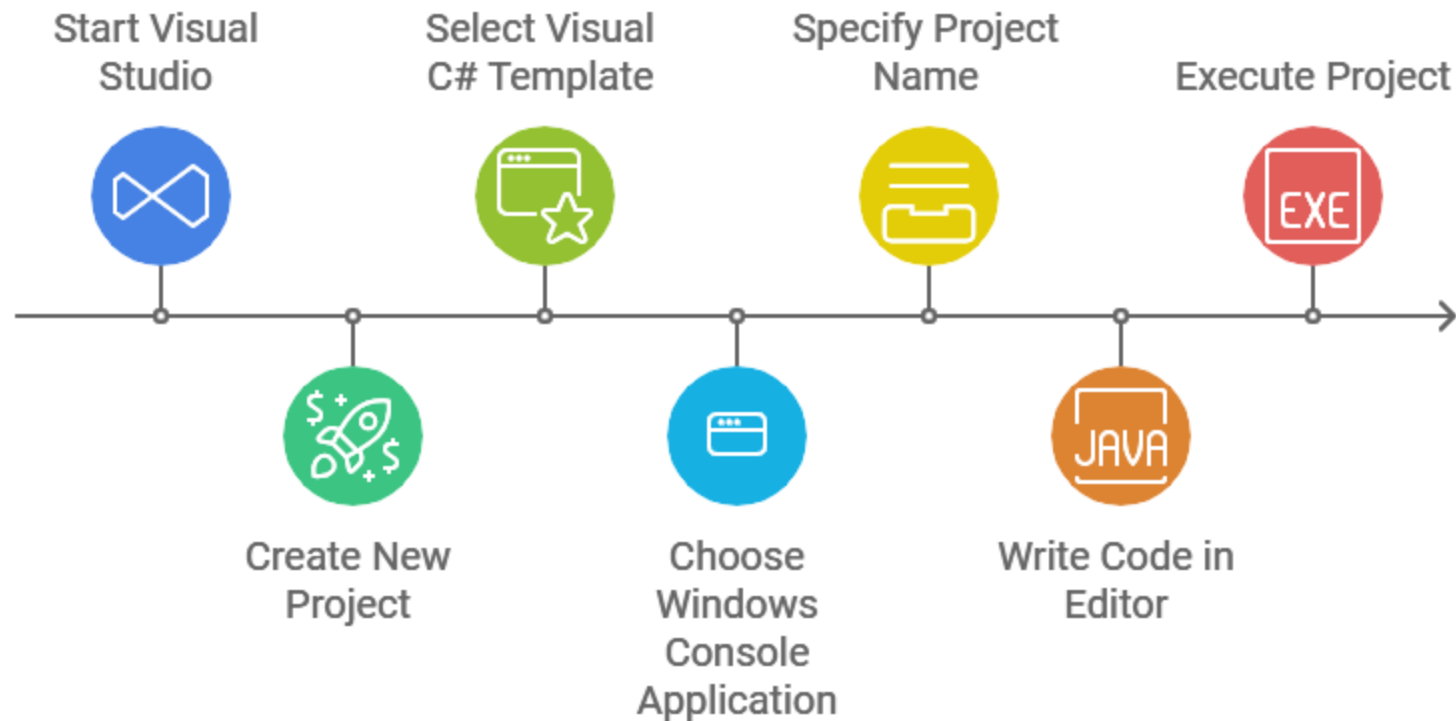 Start Visual
Studio
Select Visual
C# Template
Specify Project
Name
Execute Project
EXE
JAVA
Create New
Project
Choose
Windows
Console
Application
Write Code in
Editor